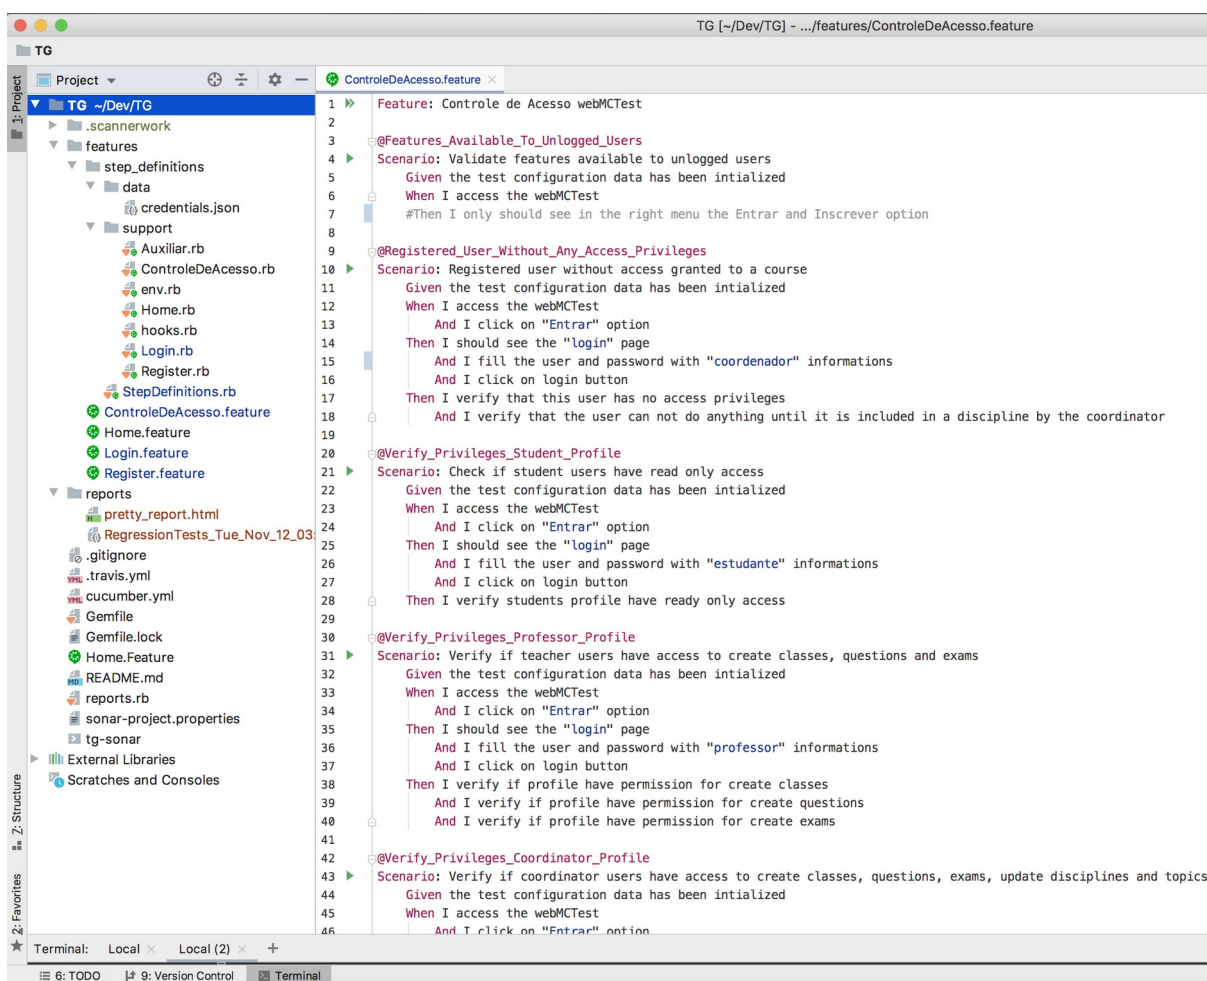 TG [~/Dev/TG] - .../features/ControleDeAcesso.feature
TG
Project
ControleDeAcesso.feature
1: Project
TG ~/Dev/TG
.scannerwork
features
step_definitions
data
credentials.json
support
Auxiliar.rb
ControleDeAcesso.rb
env.rb
Home.rb
hooks.rb
Login.rb
Register.rb
StepDefinitions.rb
ControleDeAcesso.feature
Home.feature
Login.feature
Register.feature
reports
pretty_report.html
RegressionTests_Tue_Nov_12_03:
.gitignore
.travis.yml
cucumber.yml
Gemfile
Gemfile.lock
Home.Feature
README.md
reports.rb
sonar-project.properties
tg-sonar
External Libraries
Scratches and Consoles
Z: Structure
2: Favorites
1 Feature: Controle de Acesso webMCTest
2
3 @Features_Available_To_Unlogged_Users
4 Scenario: Validate features available to unlogged users
5 Given the test configuration data has been intialized
6 When I access the webMCTest
7 #Then I only should see in the right menu the Entrar and Inscrever option
8
9 @Registered_User_Without_Any_Access_Privileges
10 Scenario: Registered user without access granted to a course
11 Given the test configuration data has been intialized
12 When I access the webMCTest
13 And I click on "Entrar" option
14 Then I should see the "login" page
15 And I fill the user and password with "coordenador" informations
16 And I click on login button
17 Then I verify that this user has no access privileges
18 And I verify that the user can not do anything until it is included in a discipline by the coordinator
19
20 @Verify_Privileges_Student_Profile
21 Scenario: Check if student users have read only access
22 Given the test configuration data has been intialized
23 When I access the webMCTest
24 And I click on "Entrar" option
25 Then I should see the "login" page
26 And I fill the user and password with "estudante" informations
27 And I click on login button
28 Then I verify students profile have ready only access
29
30 @Verify_Privileges_Professor_Profile
31 Scenario: Verify if teacher users have access to create classes, questions and exams
32 Given the test configuration data has been intialized
33 When I access the webMCTest
34 And I click on "Entrar" option
35 Then I should see the "login" page
36 And I fill the user and password with "professor" informations
37 And I click on login button
38 Then I verify if profile have permission for create classes
39 And I verify if profile have permission for create questions
40 And I verify if profile have permission for create exams
41
42 @Verify_Privileges_Coordinator_Profile
43 Scenario: Verify if coordinator users have access to create classes, questions, exams, update disciplines and topics
44 Given the test configuration data has been intialized
45 When I access the webMCTest
46 And I click on "Entrar" option
Terminal: Local Local (2) +
6: TODO 9: Version Control Terminal